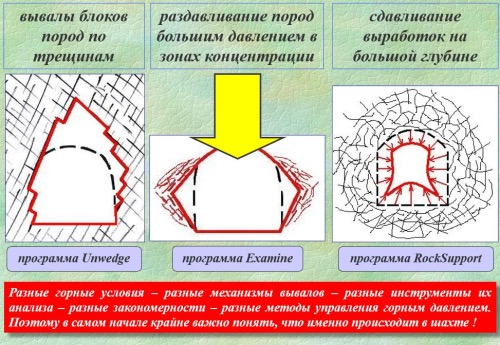 вывалы блоков
пород по
трещинам
раздавливание пород
большим давлением в
зонах концентрации
сдавливание
выработок на
большой глубине
программа Unwedge
программа Examine
программа RockSupport
Разные горные условия – разные механизмы вывалов – разные инструменты их
анализа – разные закономерности – разные методы управления горным давлением.
Поэтому в самом начале крайне важно понять, что именно происходит в шахте !